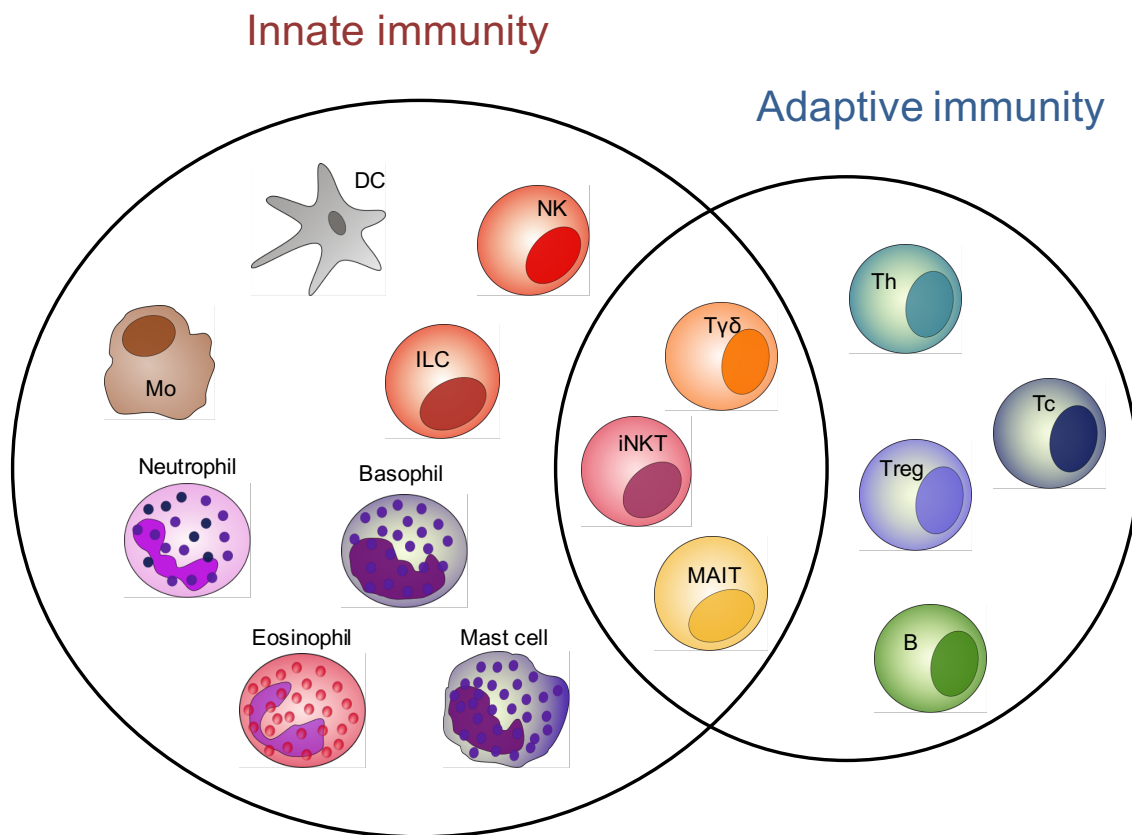 Innate immunity
Adaptive immunity
DC
NK
Th
Tγδ
ILC
Mo
Tc
iNKT
Neutrophil
Basophil
Treg
MAIT
Eosinophil
Mast cell
B